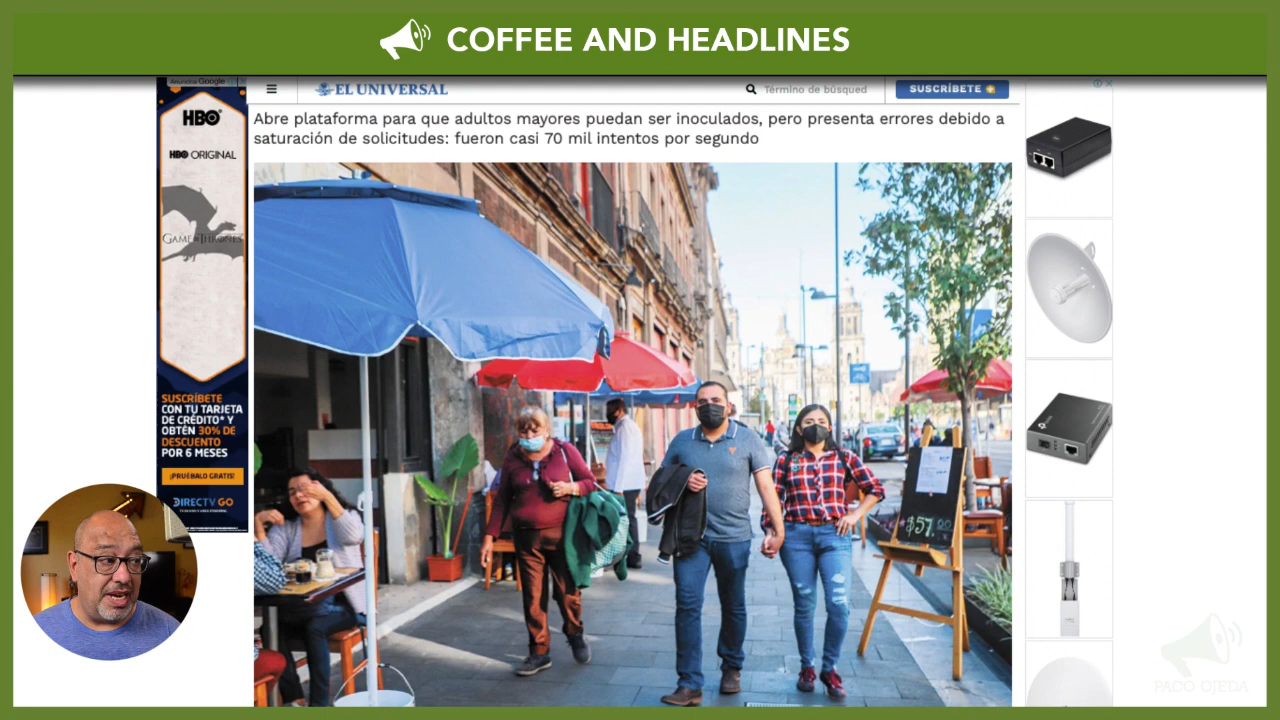 COFFEE AND HEADLINES
Anuncios Google
EL UNIVERSAL
Término de búsqued
SUSCRÍBETE
Abre plataforma para que adultos mayores puedan ser inoculados, pero presenta errores debido a
saturación de solicitudes: fueron casi 70 mil intentos por segundo
HBO
HBO ORIGINAL
GAME OF THRONES
SUSCRÍBETE
CON TU TARJETA
DE CRÉDITO* Y
OBTÉN 30% DE
DESCUENTO
POR 6 MESES
¡PRUÉBALO GRATIS!
DIRECTV GO
$57.00
PACO OJEDA